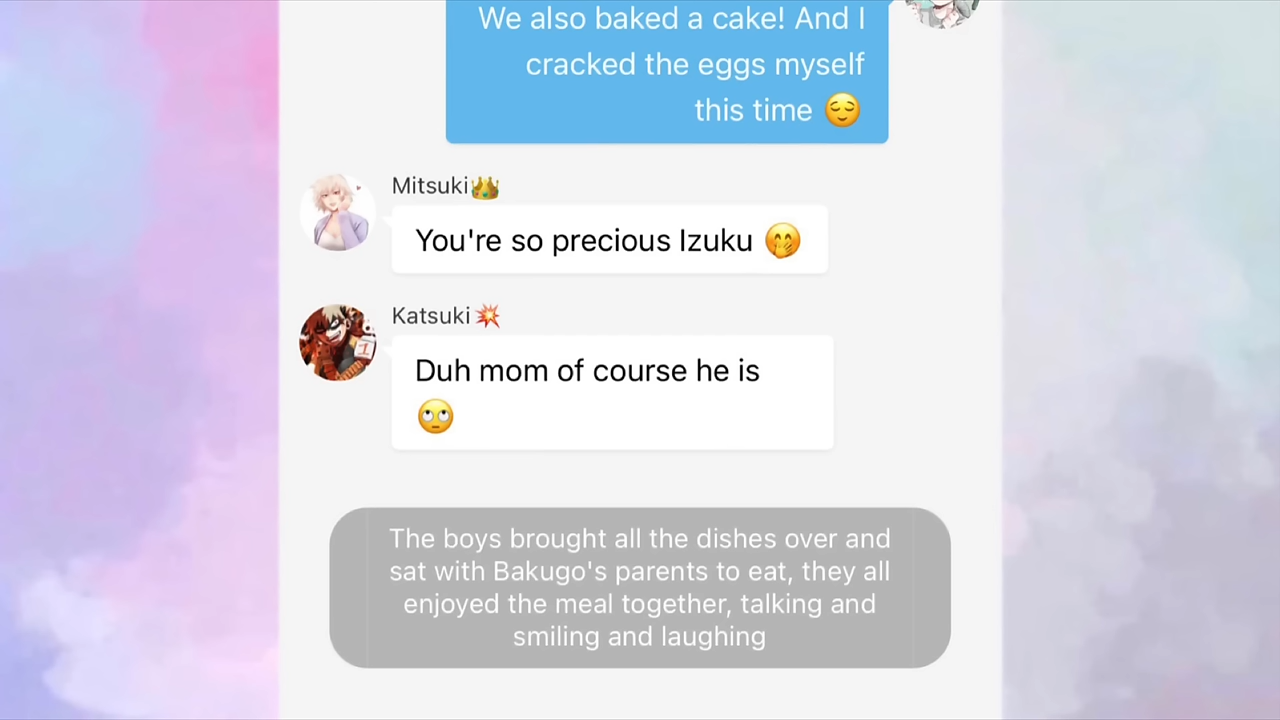 We also baked a cake! And I
cracked the eggs myself
this time 😌
Mitsuki👑
You're so precious Izuku 🤭
Katsuki💥
Duh mom of course he is
🙄
The boys brought all the dishes over and
sat with Bakugo's parents to eat, they all
enjoyed the meal together, talking and
smiling and laughing